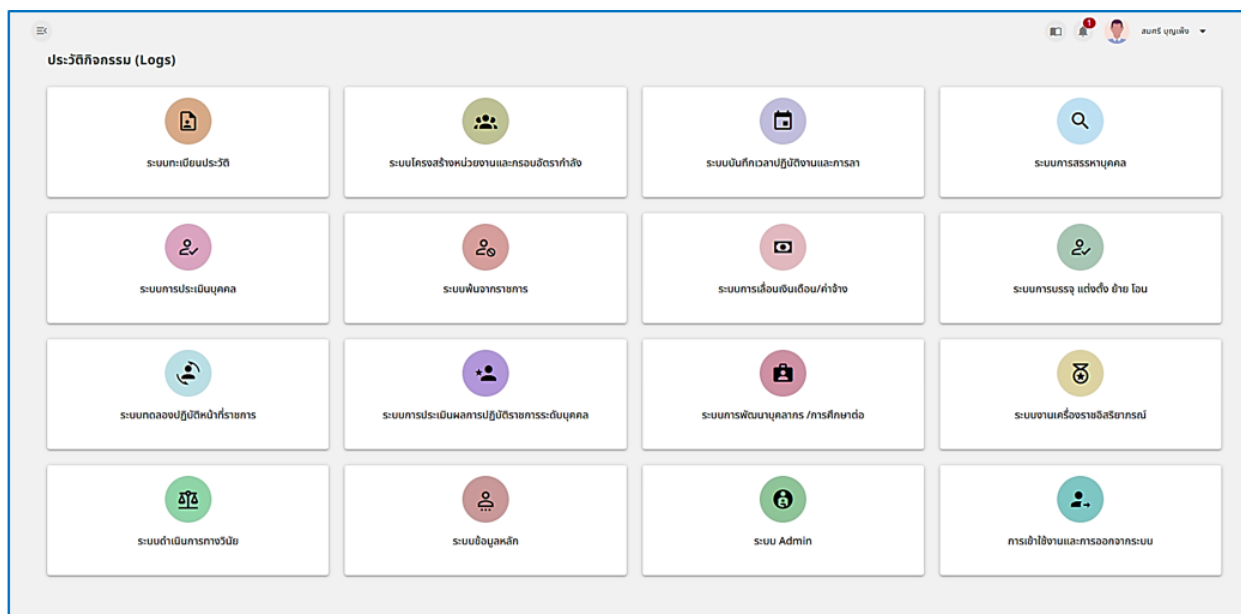 1
สมศรี บุญเพ็ง
ประวัติกิจกรรม (Logs)
ระบบทะเบียนประวัติ
ระบบโครงสร้างหน่วยงานและกรอบอัตรากำลัง
ระบบบันทึกเวลาปฏิบัติงานและการลา
ระบบการสรรหาบุคคล
ระบบการประเมินบุคคล
ระบบพ้นจากราชการ
ระบบการเลื่อนเงินเดือน/ค่าจ้าง
ระบบการบรรจุ แต่งตั้ง ย้าย โอน
ระบบทดลองปฏิบัติหน้าที่ราชการ
ระบบการประเมินผลการปฏิบัติราชการระดับบุคคล
ระบบการพัฒนาบุคลากร /การศึกษาต่อ
ระบบงานเครื่องราชอิสริยาภรณ์
ระบบดำเนินการทางวินัย
ระบบข้อมูลหลัก
ระบบ Admin
การเข้าใช้งานและการออกจากระบบ